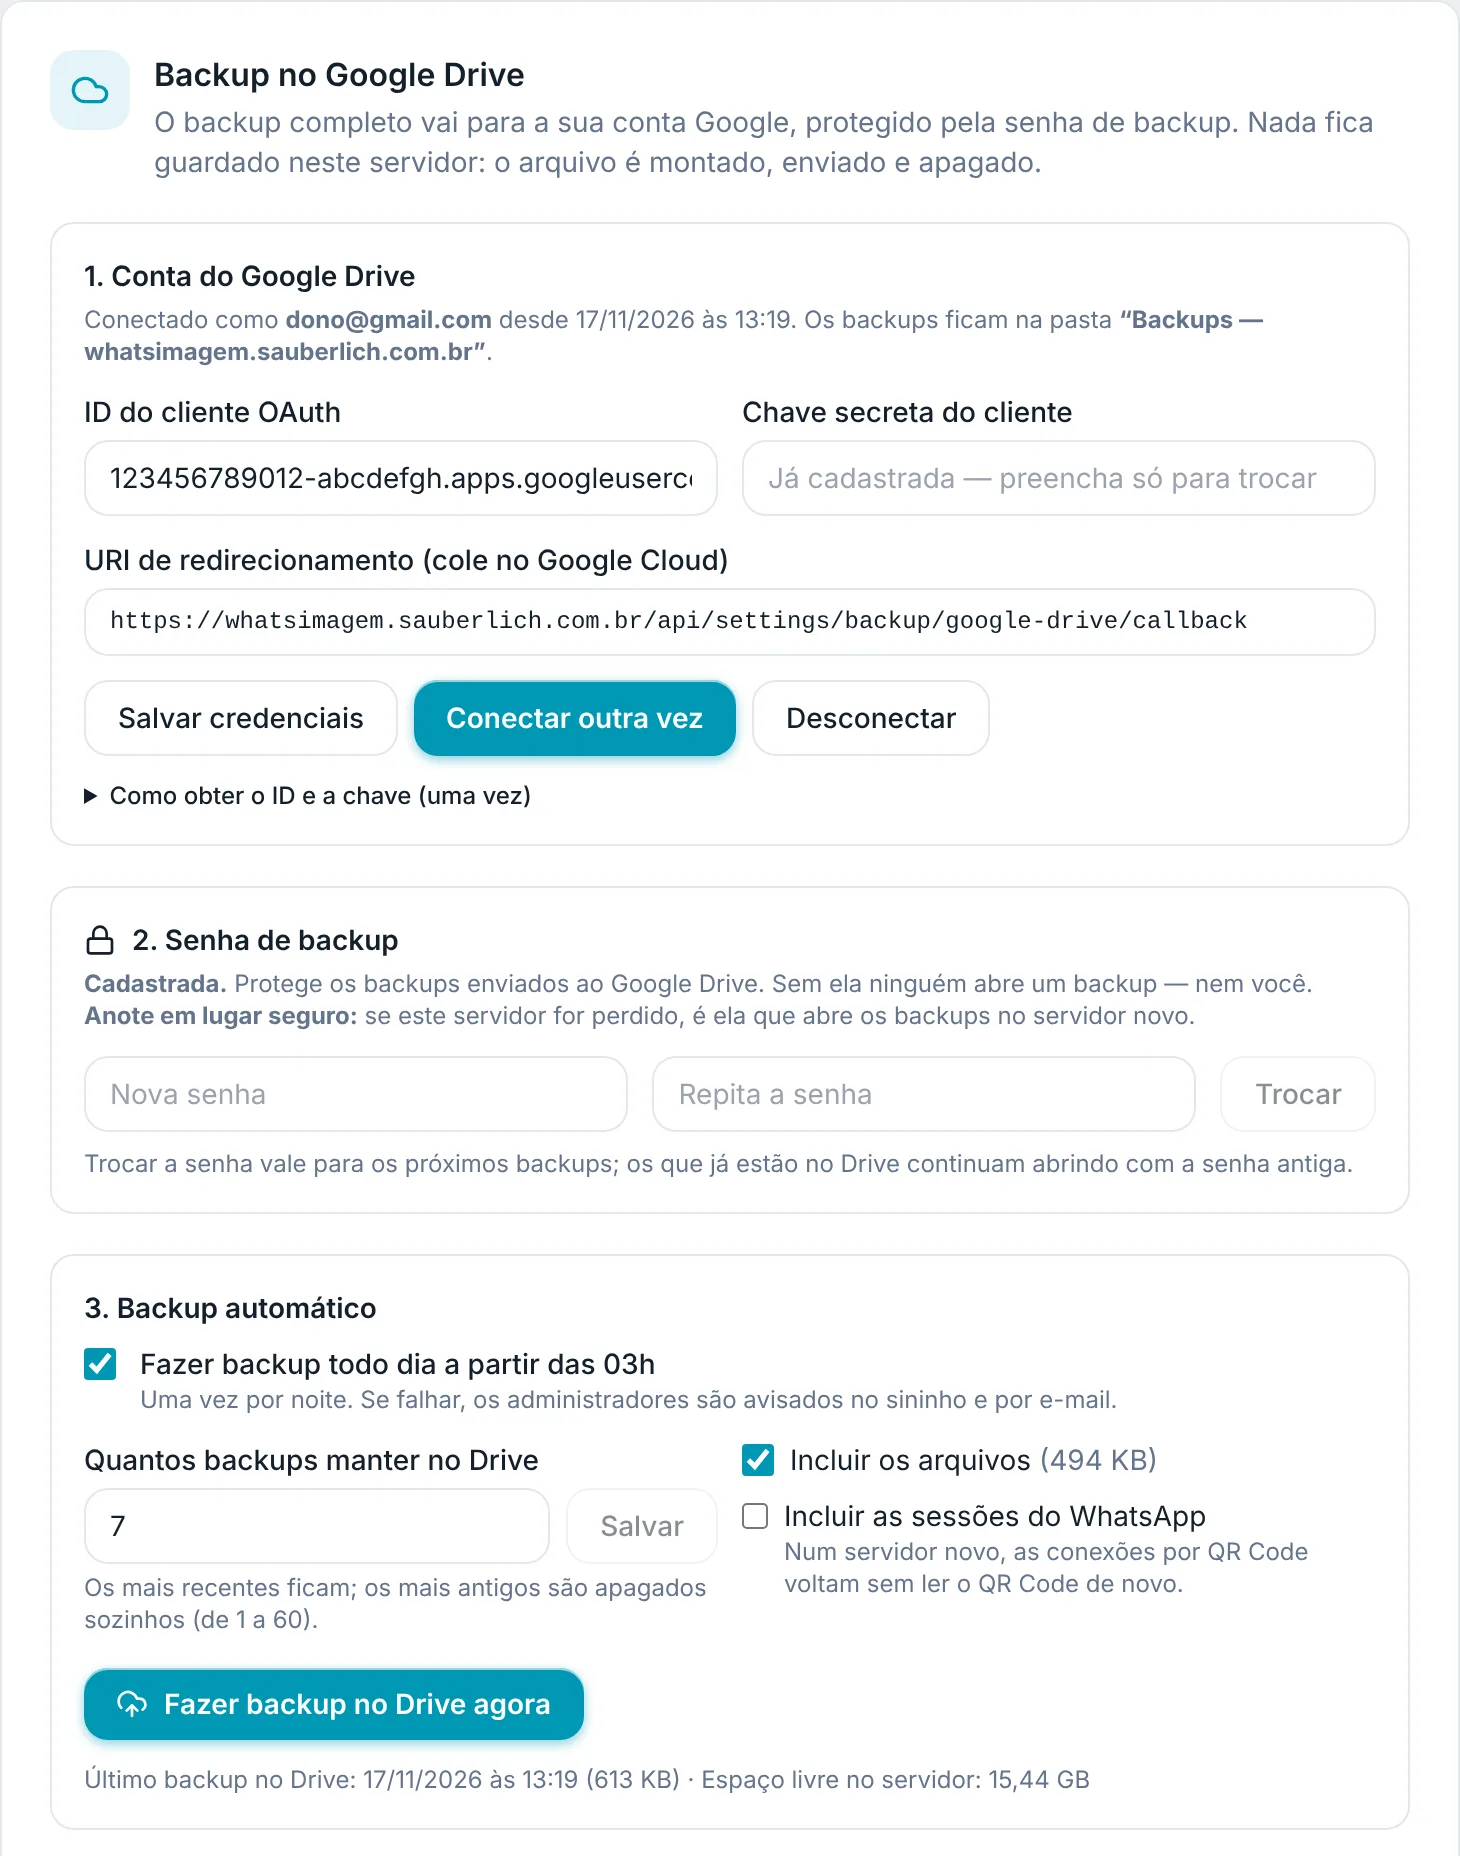 Backup no Google Drive
O backup completo vai para a sua conta Google, protegido pela senha de backup. Nada fica
guardado neste servidor: o arquivo é montado, enviado e apagado.
1. Conta do Google Drive
Conectado como dono@gmail.com desde 17/11/2026 às 13:19. Os backups ficam na pasta “Backups —
whatsimagem.sauberlich.com.br”.
ID do cliente OAuth
Chave secreta do cliente
123456789012-abcdefgh.apps.googleuserc
Já cadastrada — preencha só para trocar
URI de redirecionamento (cole no Google Cloud)
https://whatsimagem.sauberlich.com.br/api/settings/backup/google-drive/callback
Salvar credenciais
Conectar outra vez
Desconectar
Como obter o ID e a chave (uma vez)
2. Senha de backup
Cadastrada. Protege os backups enviados ao Google Drive. Sem ela ninguém abre um backup — nem você.
Anote em lugar seguro: se este servidor for perdido, é ela que abre os backups no servidor novo.
Nova senha
Repita a senha
Trocar
Trocar a senha vale para os próximos backups; os que já estão no Drive continuam abrindo com a senha antiga.
3. Backup automático
Fazer backup todo dia a partir das 03h
Uma vez por noite. Se falhar, os administradores são avisados no sininho e por e-mail.
Quantos backups manter no Drive
7
Salvar
Os mais recentes ficam; os mais antigos são apagados
sozinhos (de 1 a 60).
Incluir os arquivos (494 KB)
Incluir as sessões do WhatsApp
Num servidor novo, as conexões por QR Code
voltam sem ler o QR Code de novo.
Fazer backup no Drive agora
Último backup no Drive: 17/11/2026 às 13:19 (613 KB) · Espaço livre no servidor: 15,44 GB